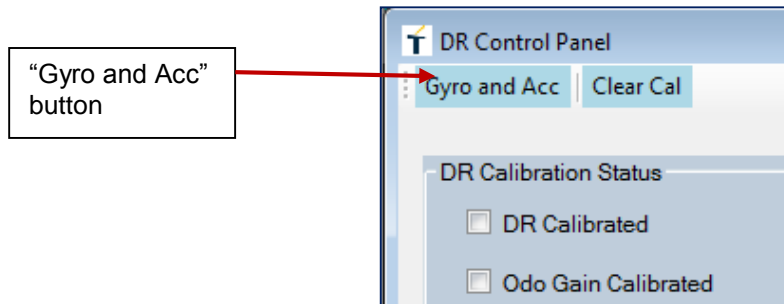 “Gyro and Acc”
button
DR Control Panel
Gyro and Acc
Clear Cal
DR Calibration Status
DR Calibrated
Odo Gain Calibrated